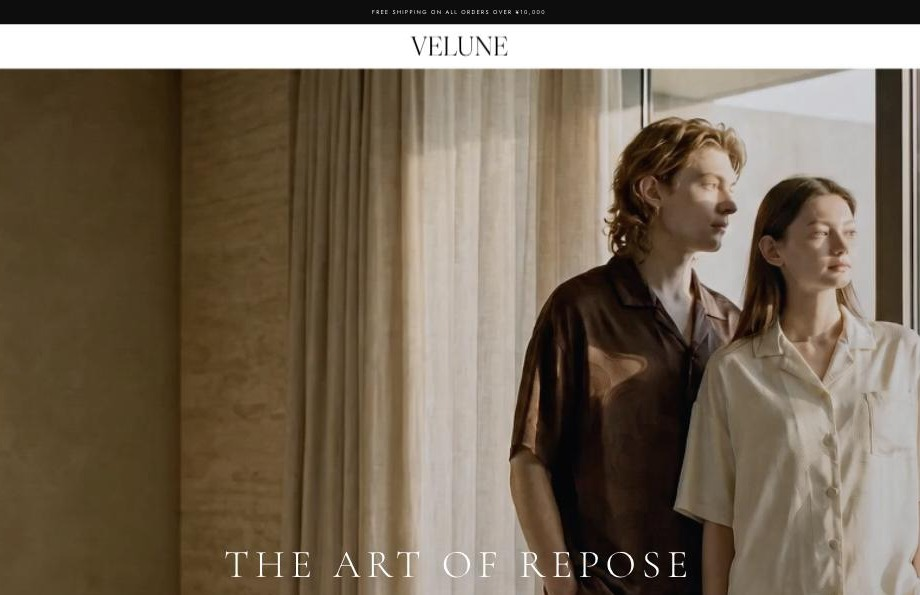 FREE SHIPPING ON ALL ORDERS OVER ¥10,000
VELUNE
THE ART OF REPOSE